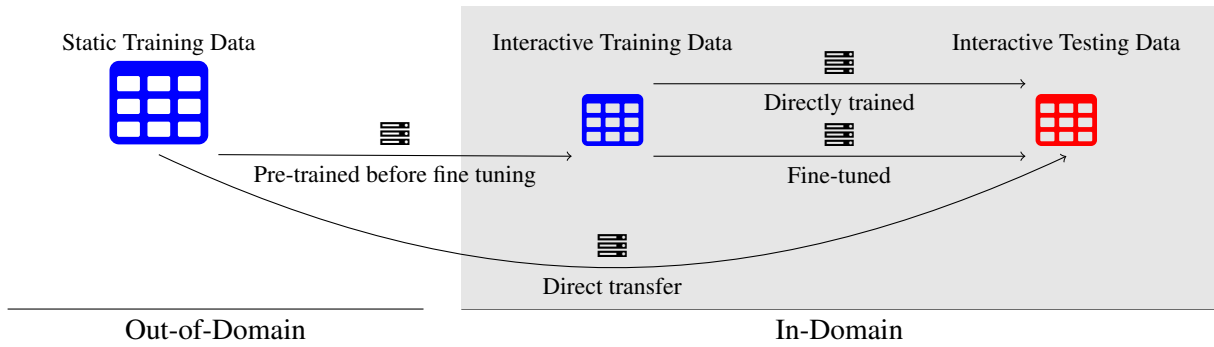 Static Training Data
Interactive Training Data
Interactive Testing Data
Directly trained
Pre-trained before fine tuning
Fine-tuned
Direct transfer
Out-of-Domain
In-Domain